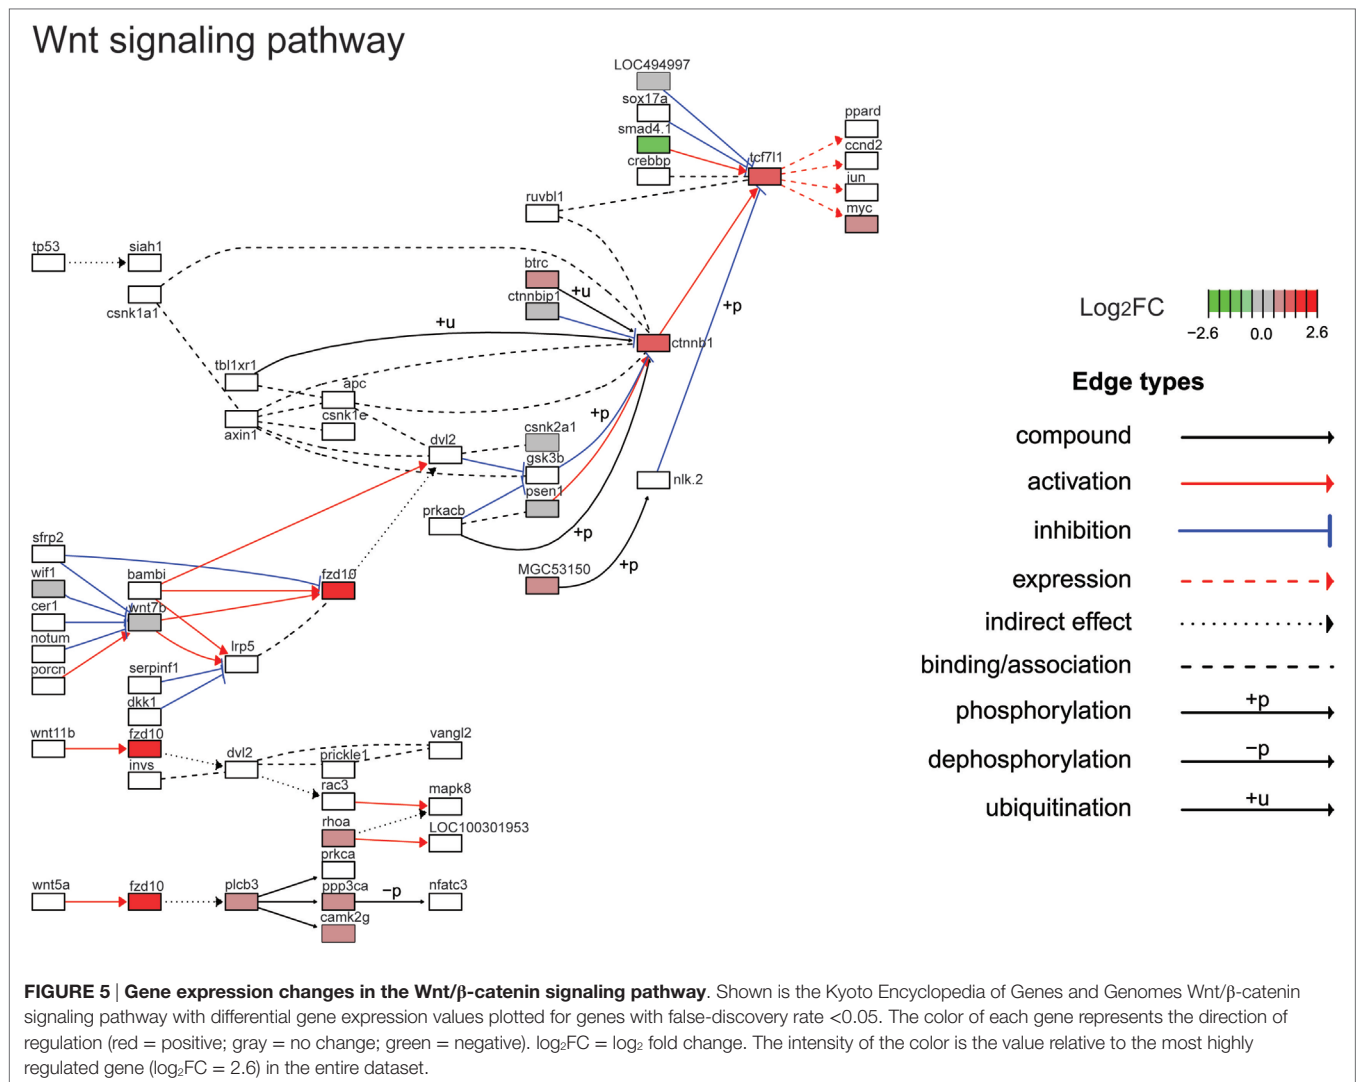 Wnt signaling pathway
LOC494997
sox17a
smad4.1
crebbp
tcf7l1
ppard
ccnd2
jun
myc
ruvbl1
tp53
siah1
csnk1a1
btrc
+u
ctnnbip1
+p
+u
ctnnb1
tbl1xr1
apc
csnk1e
axin1
+p
dvl2
csnk2a1
gsk3b
psen1
nlk.2
prkacb
+p
sfrp2
wif1
bambi
fzd10
MGC53150
+p
cer1
wnt7b
notum
lrp5
porcn
serpinf1
dkk1
wnt11b
fzd10
dvl2
vangl2
invs
prickle1
rac3
mapk8
rhoa
LOC100301953
prkca
wnt5a
fzd10
plcb3
ppp3ca
−p
nfatc3
camk2g
Log2FC
−2.6 0.0 2.6
Edge types
compound
activation
inhibition
expression
indirect effect
binding/association
phosphorylation +p
dephosphorylation −p
ubiquitination +u
FIGURE 5 | Gene expression changes in the Wnt/β-catenin signaling pathway. Shown is the Kyoto Encyclopedia of Genes and Genomes Wnt/β-catenin
signaling pathway with differential gene expression values plotted for genes with false-discovery rate <0.05. The color of each gene represents the direction of
regulation (red = positive; gray = no change; green = negative). log2FC = log2 fold change. The intensity of the color is the value relative to the most highly
regulated gene (log2FC = 2.6) in the entire dataset.